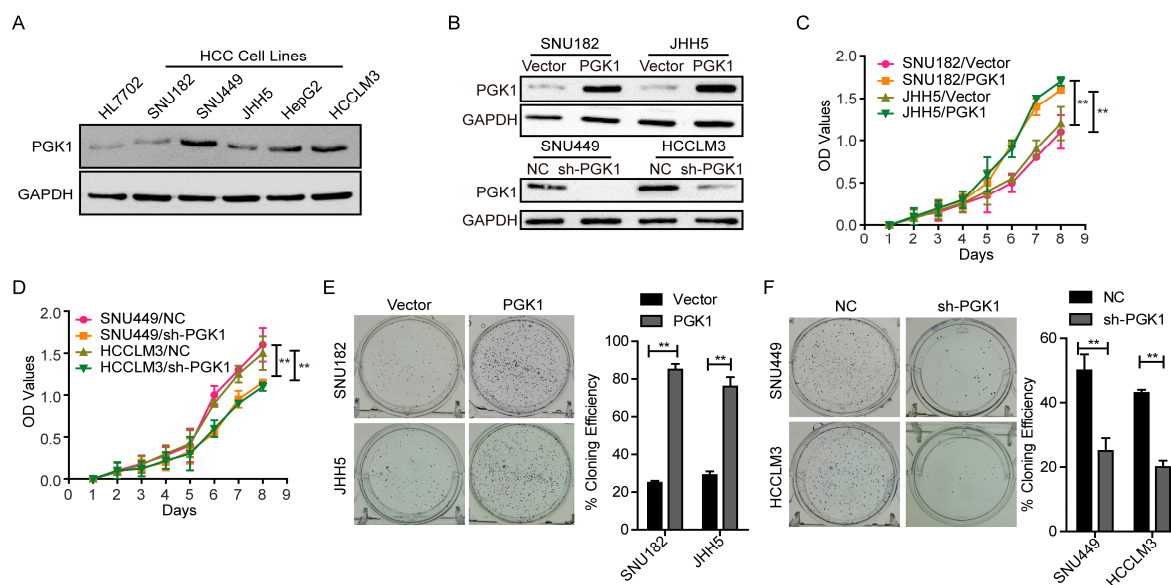 A
HCC Cell Lines
HL7702 SNU182 SNU449 JHH5 HepG2 HCCLM3
PGK1
GAPDH
B
SNU182 JHH5
Vector PGK1 Vector PGK1
PGK1
GAPDH
SNU449 HCCLM3
NC sh-PGK1 NC sh-PGK1
PGK1
GAPDH
C
SNU182/Vector
SNU182/PGK1
JHH5/Vector
JHH5/PGK1
** **
OD Values
2.0
1.5
1.0
0.5
0.0
0 1 2 3 4 5 6 7 8 9
Days
D
SNU449/NC
SNU449/sh-PGK1
HCCLM3/NC
HCCLM3/sh-PGK1
** **
OD Values
2.0
1.5
1.0
0.5
0.0
0 1 2 3 4 5 6 7 8 9
Days
E
Vector PGK1
SNU182
JHH5
Vector
PGK1
** **
% Cloning Efficiency
100
80
60
40
20
0
SNU182 JHH5
F
NC sh-PGK1
SNU449
HCCLM3
NC
sh-PGK1
** **
% Cloning Efficiency
60
40
20
0
SNU449 HCCLM3